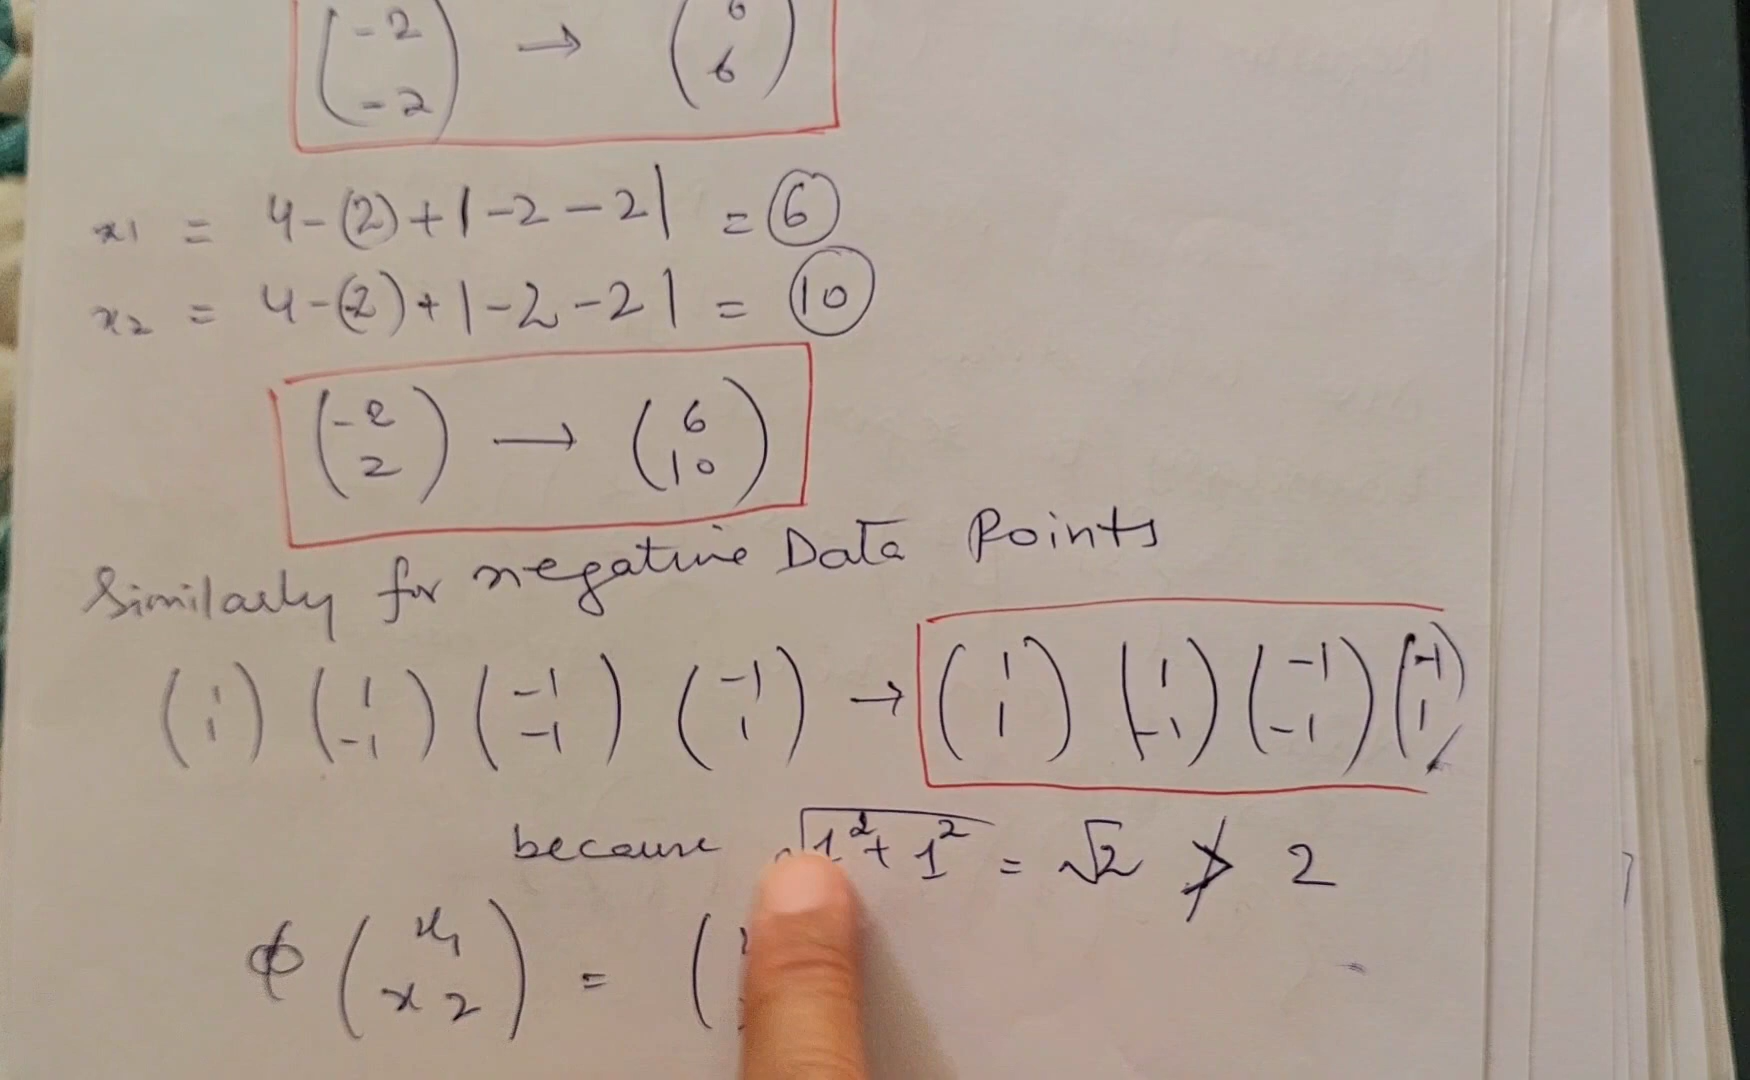 (-2 -2) → (6 6)
x1 = 4-(2)+|-2-2| = 6
x2 = 4-(2)+|-2-2| = 10
(-2 2) → (6 10)
Similarly for negative Data Points
(1 1) (1 -1) (-1 -1) (-1 1) → (1 1) (1 -1) (-1 -1) (-1 1)
because √1²+1² = √2 ≯ 2
Φ (x1 x2) = (